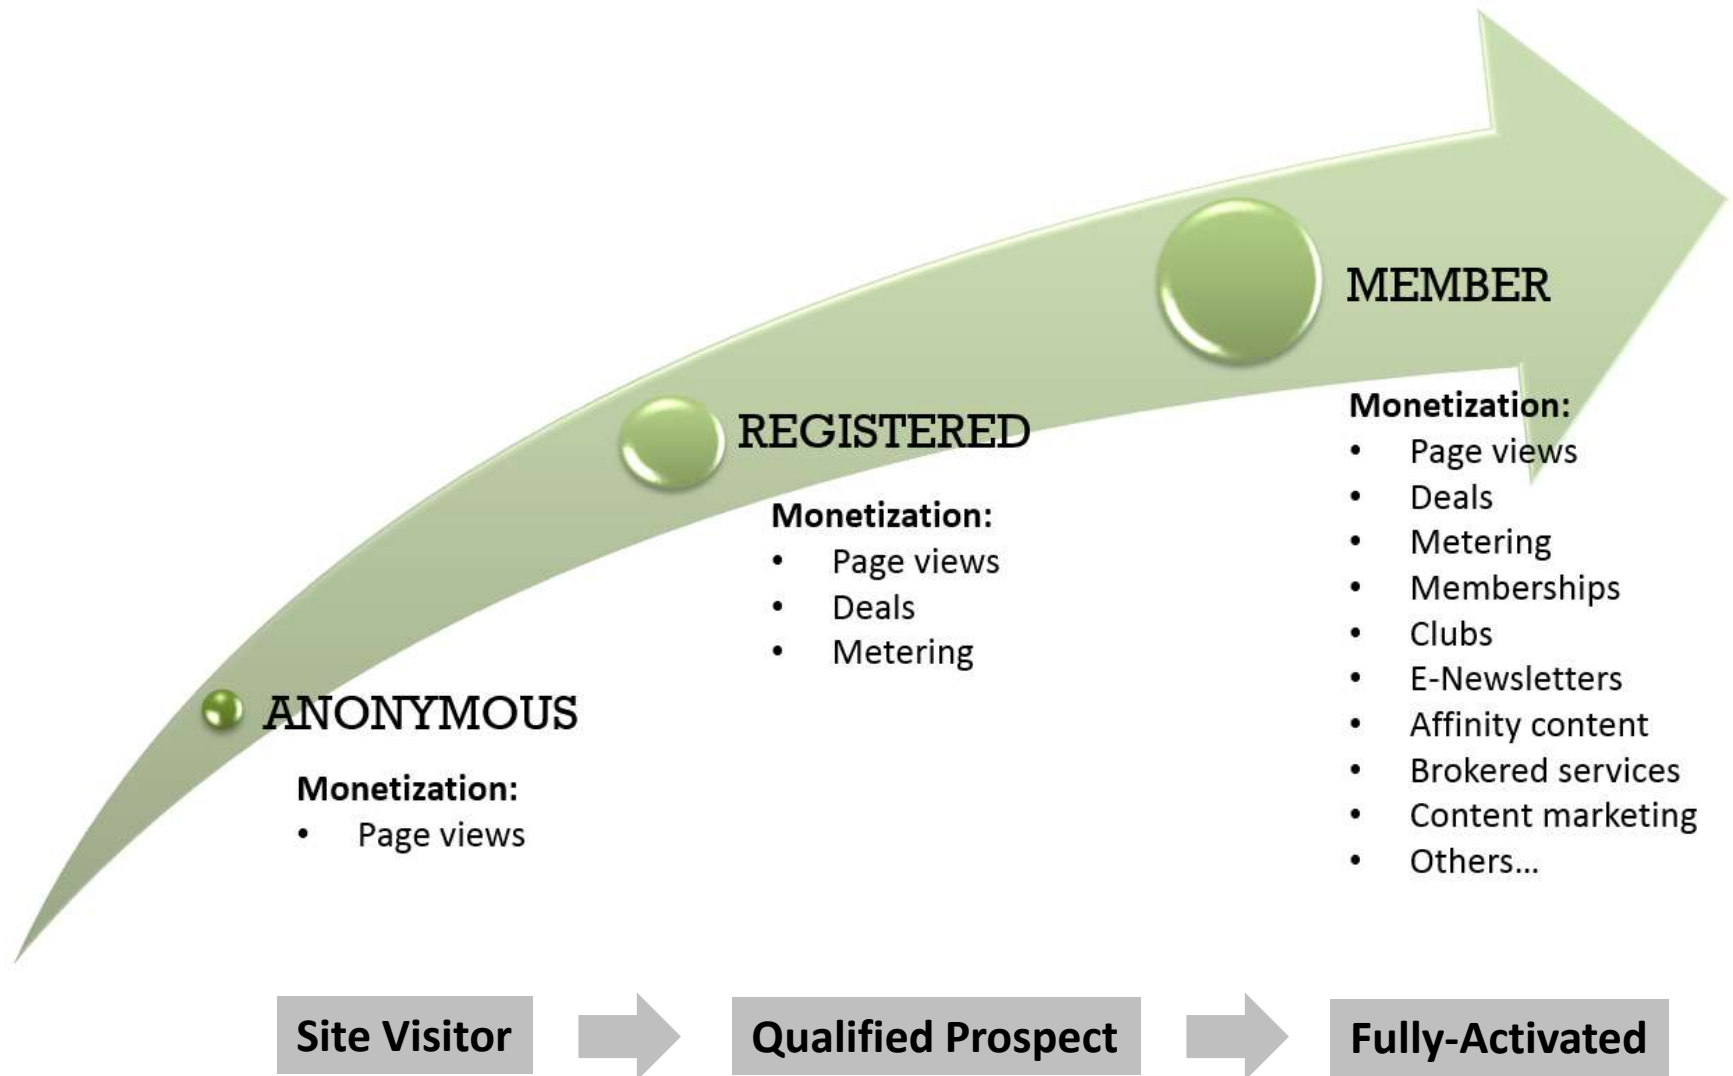 MEMBER
Monetization:
• Page views
• Deals
• Metering
• Memberships
• Clubs
• E-Newsletters
• Affinity content
• Brokered services
• Content marketing
• Others...
REGISTERED
Monetization:
• Page views
• Deals
• Metering
ANONYMOUS
Monetization:
• Page views
Site Visitor
Qualified Prospect
Fully-Activated